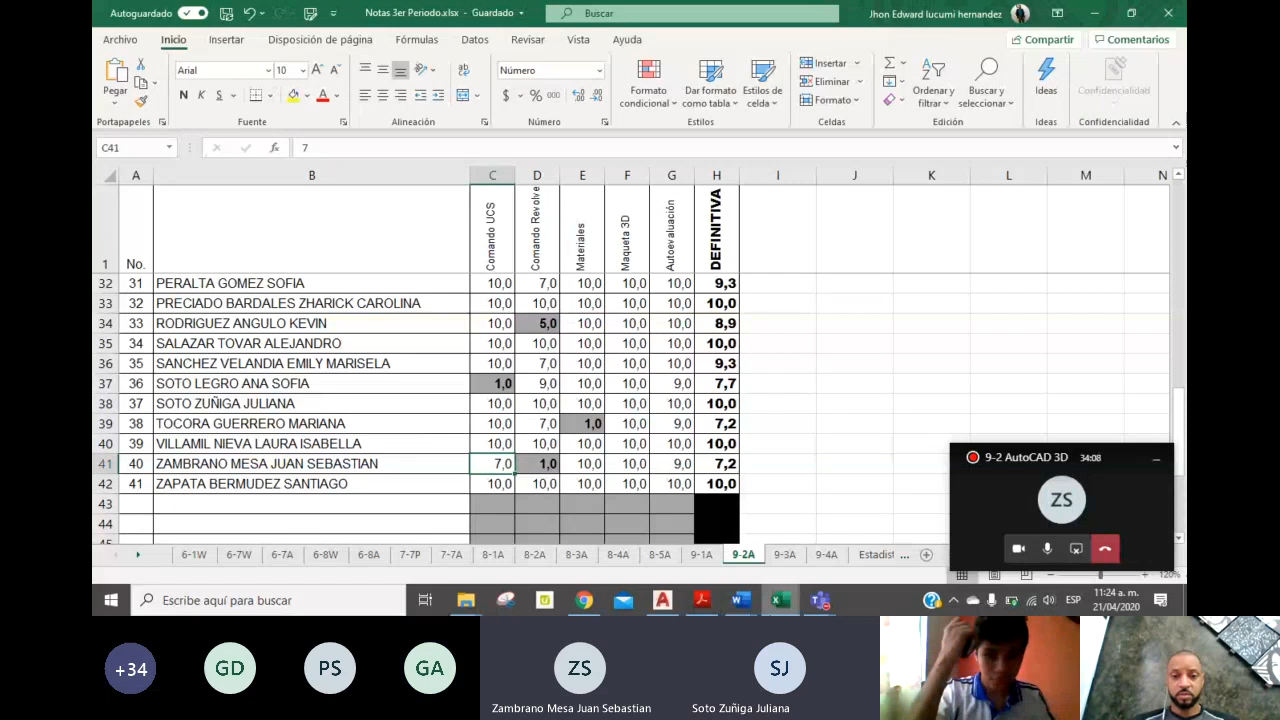 Autoguardado
Notas 3er Periodo.xlsx - Guardado
Buscar
Jhon Edward lucumi hernandez
Archivo Inicio Insertar Disposición de página Fórmulas Datos Revisar Vista Ayuda Compartir Comentarios
Pegar
Arial 10
N K S
Número
$ % 000
Formato condicional
Dar formato como tabla
Estilos de celda
Insertar
Eliminar
Formato
Ordenar y filtrar
Buscar y seleccionar
Ideas
Confidencialidad
Portapapeles Fuente Alineación Número Estilos Celdas Edición Ideas Confidencialidad
C41 fx 7
A B C D E F G H I J K L M N
1 No. Comando UCS Comando Revolve Materiales Maqueta 3D Autoevaluación DEFINITIVA
32 31 PERALTA GOMEZ SOFIA 10,0 7,0 10,0 10,0 10,0 9,3
33 32 PRECIADO BARDALES ZHARICK CAROLINA 10,0 10,0 10,0 10,0 10,0 10,0
34 33 RODRIGUEZ ANGULO KEVIN 10,0 5,0 10,0 10,0 10,0 8,9
35 34 SALAZAR TOVAR ALEJANDRO 10,0 10,0 10,0 10,0 10,0 10,0
36 35 SANCHEZ VELANDIA EMILY MARISELA 10,0 7,0 10,0 10,0 10,0 9,3
37 36 SOTO LEGRO ANA SOFIA 1,0 9,0 10,0 10,0 9,0 7,7
38 37 SOTO ZUÑIGA JULIANA 10,0 10,0 10,0 10,0 10,0 10,0
39 38 TOCORA GUERRERO MARIANA 10,0 7,0 1,0 10,0 9,0 7,2
40 39 VILLAMIL NIEVA LAURA ISABELLA 10,0 10,0 10,0 10,0 10,0 10,0
41 40 ZAMBRANO MESA JUAN SEBASTIAN 7,0 1,0 10,0 10,0 9,0 7,2
42 41 ZAPATA BERMUDEZ SANTIAGO 10,0 10,0 10,0 10,0 10,0 10,0
43
44
45
9-2 AutoCAD 3D 34:08
ZS
6-1W 6-7W 6-7A 6-8W 6-8A 7-7P 7-7A 8-1A 8-2A 8-3A 8-4A 8-5A 9-1A 9-2A 9-3A 9-4A Estadist ...
120%
Escribe aquí para buscar
ESP
11:24 a. m.
21/04/2020
+34 GD PS GA ZS SJ
Zambrano Mesa Juan Sebastian
Soto Zuñiga Juliana